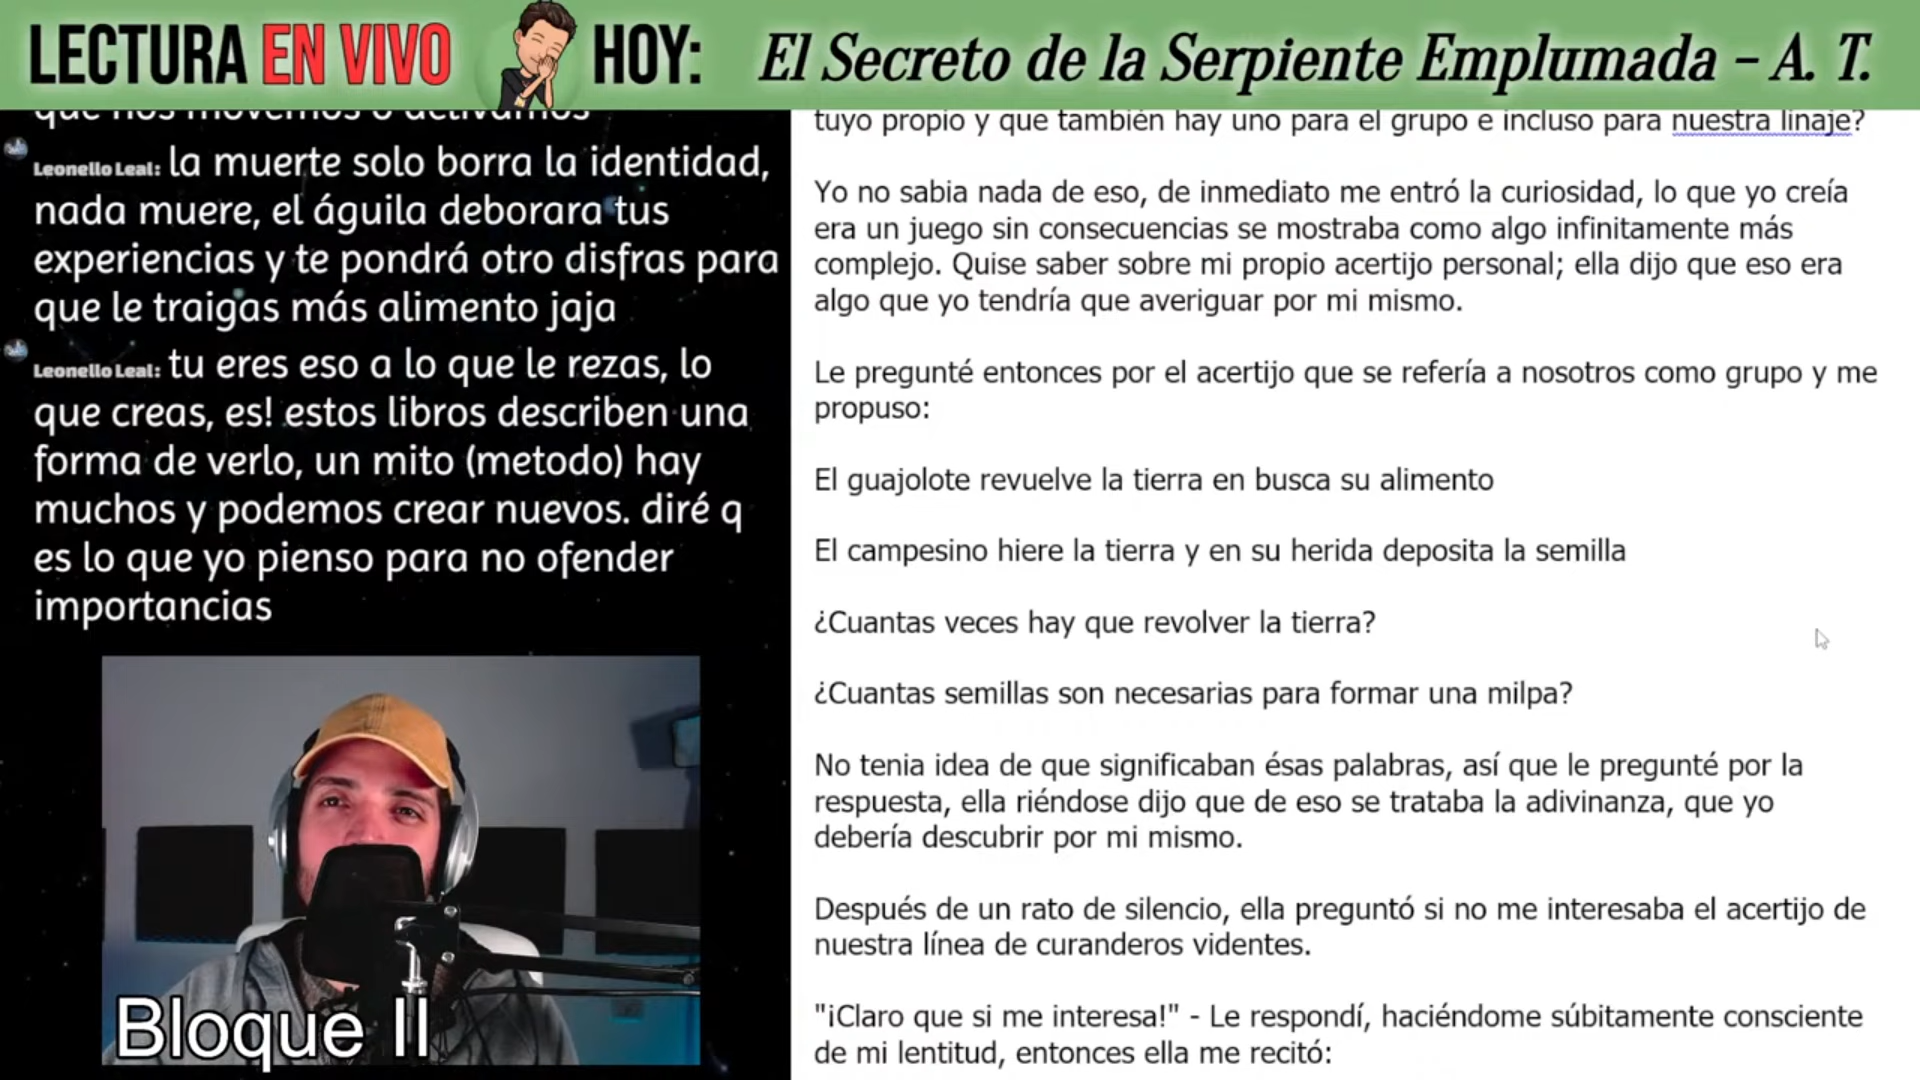 LECTURA EN VIVO HOY: El Secreto de la Serpiente Emplumada - A. T.
que nos movemos o activamos
Leonello Leal: la muerte solo borra la identidad,
nada muere, el águila deborara tus
experiencias y te pondrá otro disfras para
que le traigas más alimento jaja
Leonello Leal: tu eres eso a lo que le rezas, lo
que creas, es! estos libros describen una
forma de verlo, un mito (metodo) hay
muchos y podemos crear nuevos. diré q
es lo que yo pienso para no ofender
importancias
Bloque II
tuyo propio y que también hay uno para el grupo e incluso para nuestra linaje?
Yo no sabia nada de eso, de inmediato me entró la curiosidad, lo que yo creía
era un juego sin consecuencias se mostraba como algo infinitamente más
complejo. Quise saber sobre mi propio acertijo personal; ella dijo que eso era
algo que yo tendría que averiguar por mi mismo.
Le pregunté entonces por el acertijo que se refería a nosotros como grupo y me
propuso:
El guajolote revuelve la tierra en busca su alimento
El campesino hiere la tierra y en su herida deposita la semilla
¿Cuantas veces hay que revolver la tierra?
¿Cuantas semillas son necesarias para formar una milpa?
No tenia idea de que significaban ésas palabras, así que le pregunté por la
respuesta, ella riéndose dijo que de eso se trataba la adivinanza, que yo
debería descubrir por mi mismo.
Después de un rato de silencio, ella preguntó si no me interesaba el acertijo de
nuestra línea de curanderos videntes.
"¡Claro que si me interesa!" - Le respondí, haciéndome súbitamente consciente
de mi lentitud, entonces ella me recitó: